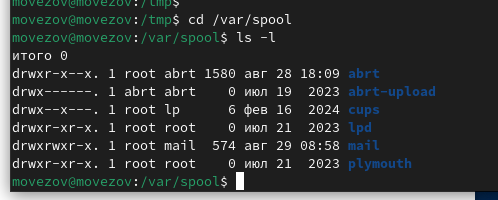 movezov@movezov:/tmp$
movezov@movezov:/tmp$ cd /var/spool
movezov@movezov:/var/spool$ ls -l
итого 0
drwxr-x--x. 1 root abrt 1580 авг 28 18:09 abrt
drwx------. 1 abrt abrt    0 июл 19  2023 abrt-upload
drwx--x---. 1 root lp      6 фев 16  2024 cups
drwxr-xr-x. 1 root root    0 июл 21  2023 lpd
drwxrwxr-x. 1 root mail  574 авг 29 08:58 mail
drwxr-xr-x. 1 root root    0 июл 21  2023 plymouth
movezov@movezov:/var/spool$